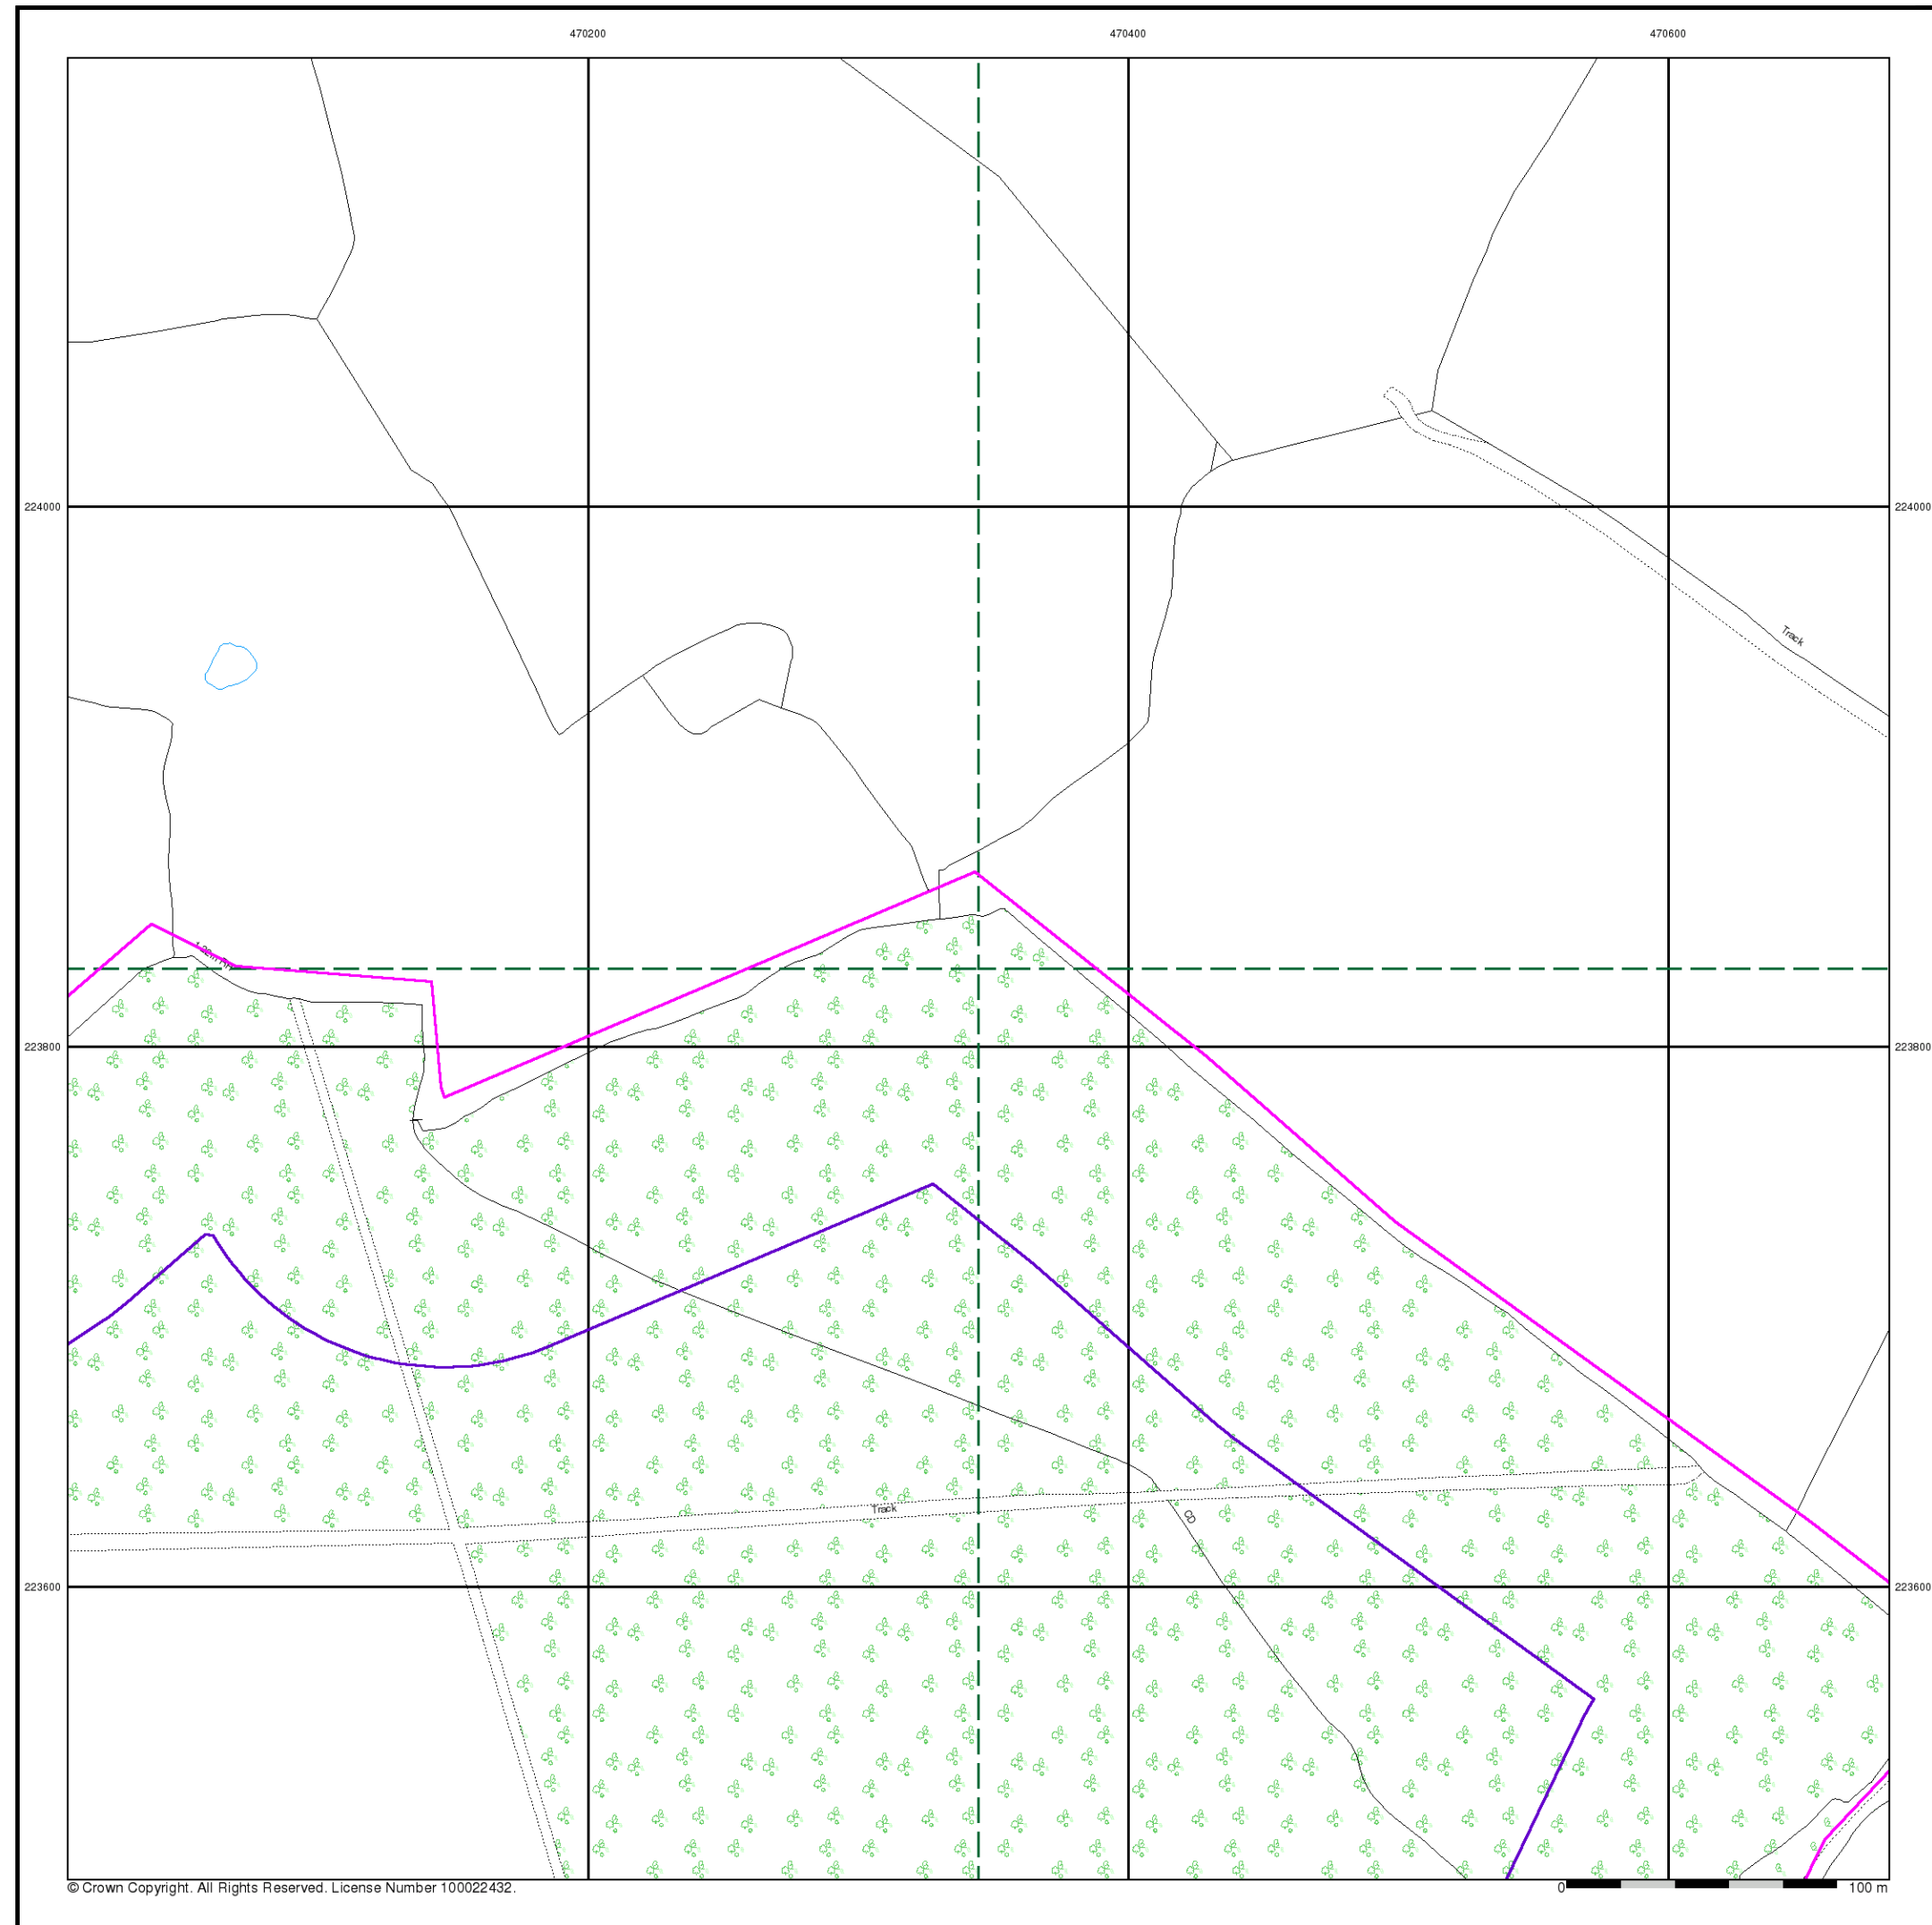 470200 470400 470600
224000 224000
Track
223800 223800
Track
CD
223600 223600
© Crown Copyright. All Rights Reserved. License Number 100022432.
0 100 m